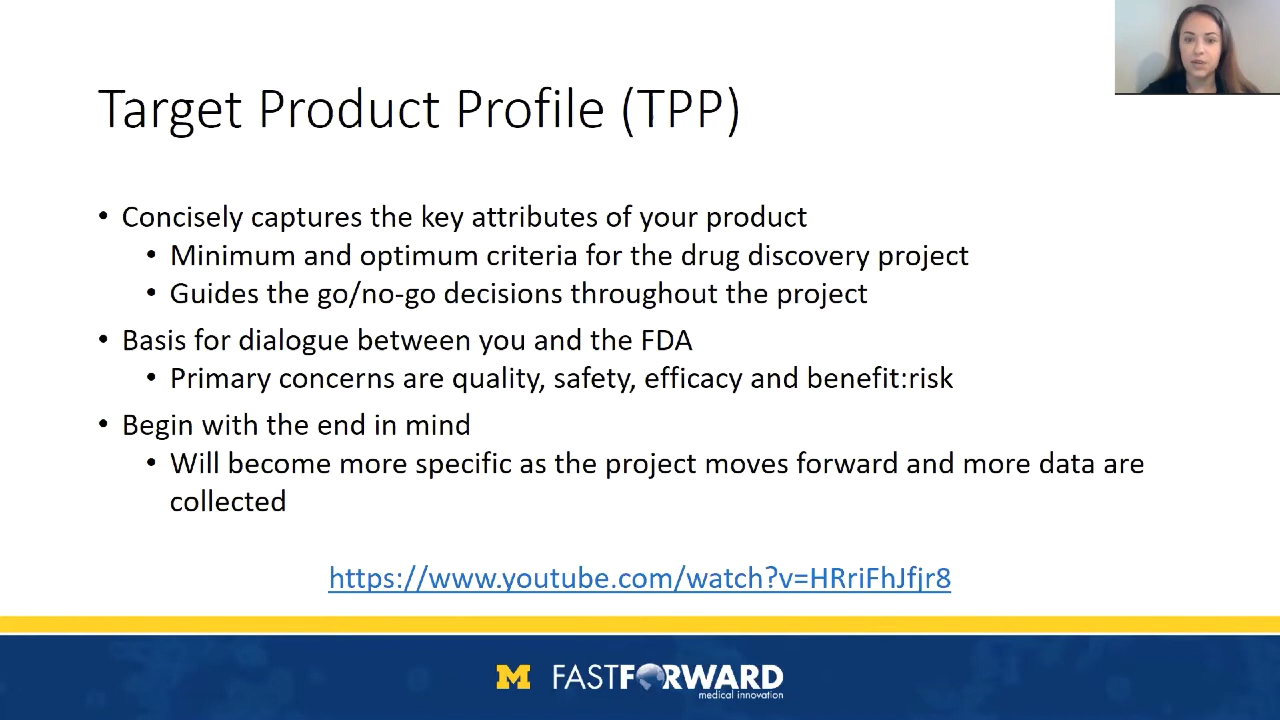 Target Product Profile (TPP)
• Concisely captures the key attributes of your product
• Minimum and optimum criteria for the drug discovery project
• Guides the go/no-go decisions throughout the project
• Basis for dialogue between you and the FDA
• Primary concerns are quality, safety, efficacy and benefit:risk
• Begin with the end in mind
• Will become more specific as the project moves forward and more data are
collected
https://www.youtube.com/watch?v=HRriFhJfjr8
M FASTFORWARD
medical innovation